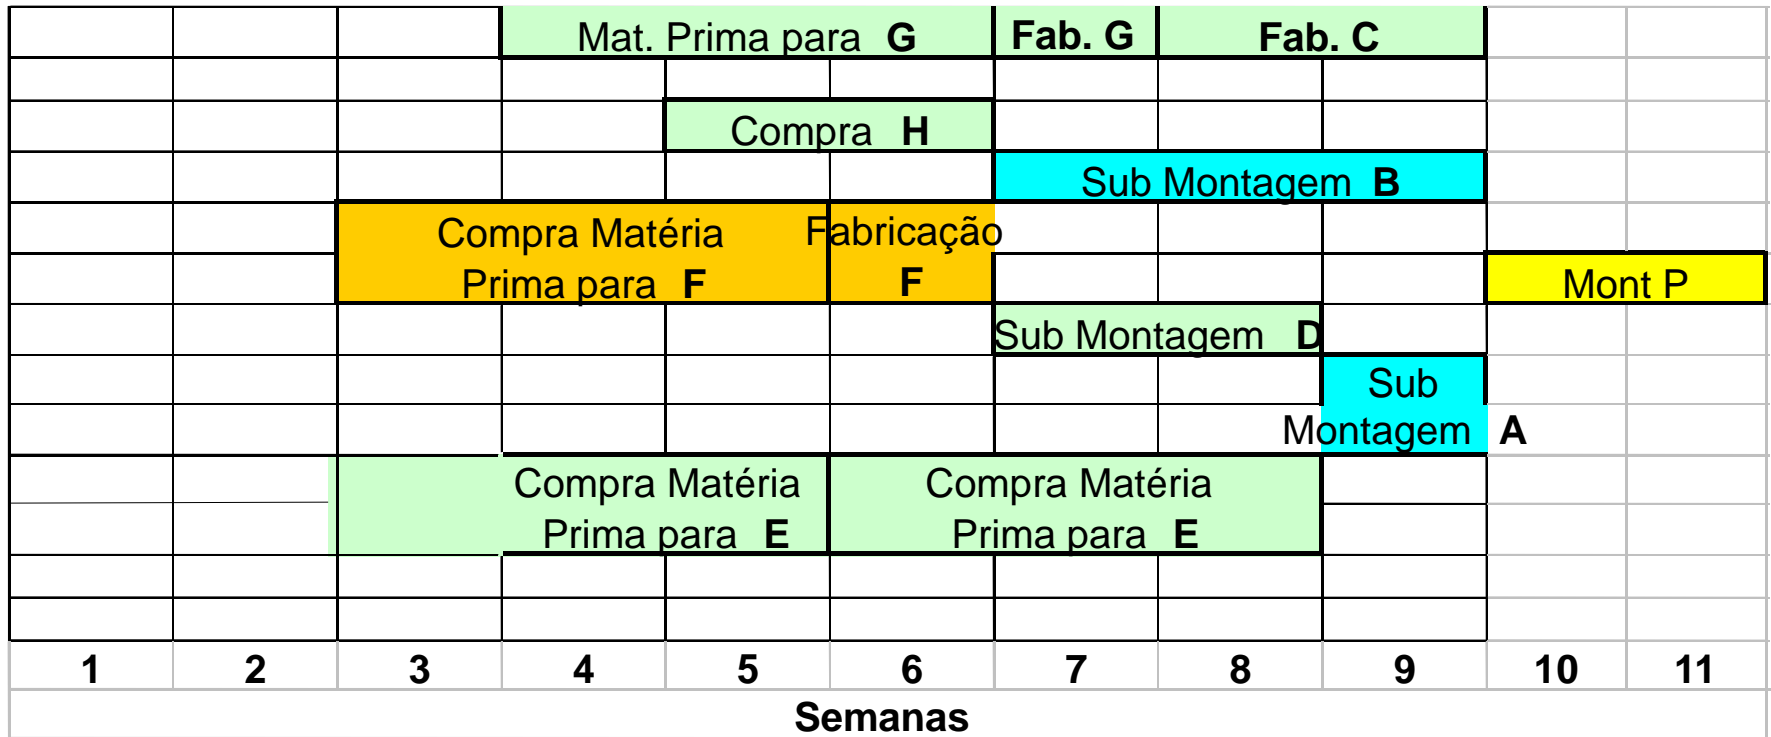 Mat. Prima para G Fab. G Fab. C
Compra H
Sub Montagem B
Compra Matéria Fabricação
Prima para F F Mont P
Sub Montagem D
Sub
Montagem A
Compra Matéria Compra Matéria
Prima para E Prima para E
1 2 3 4 5 6 7 8 9 10 11
Semanas